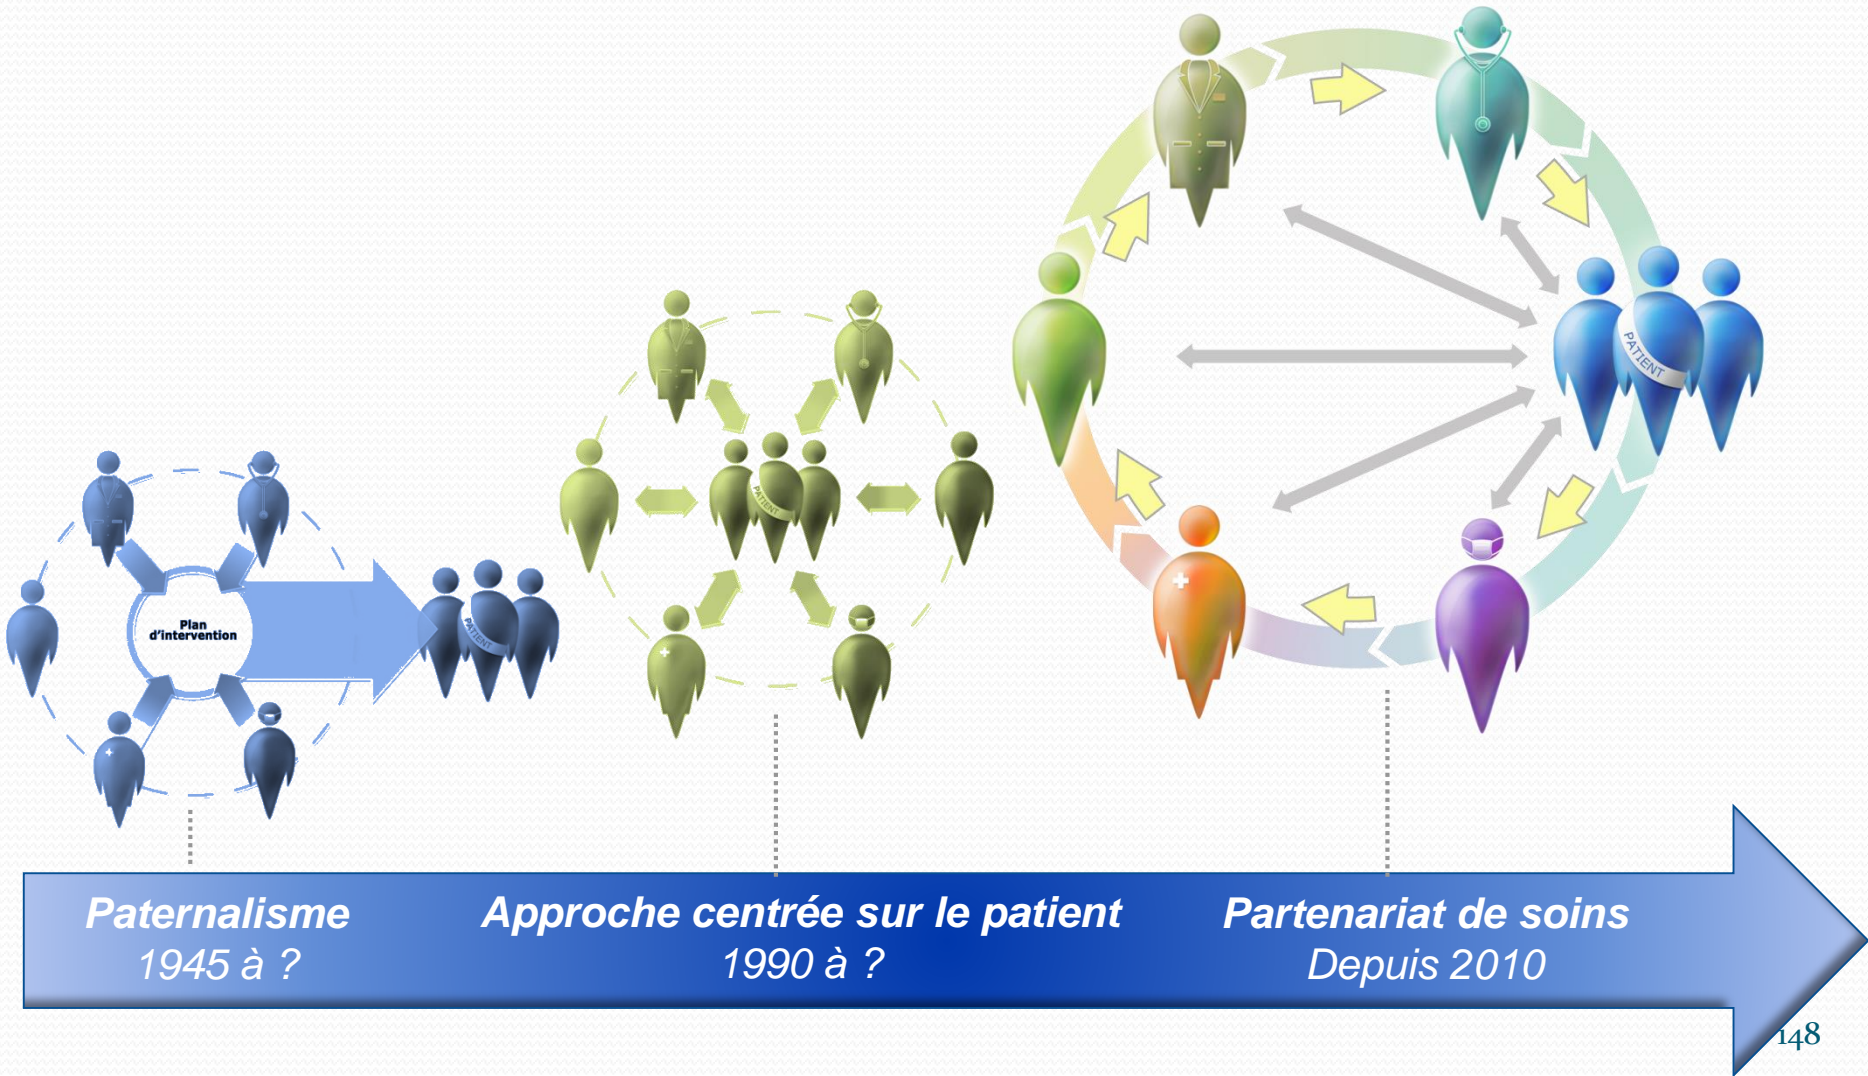 PATIENT
PATIENT
Plan
d'intervention
PATIENT
Paternalisme
1945 à ?
Approche centrée sur le patient
1990 à ?
Partenariat de soins
Depuis 2010
148